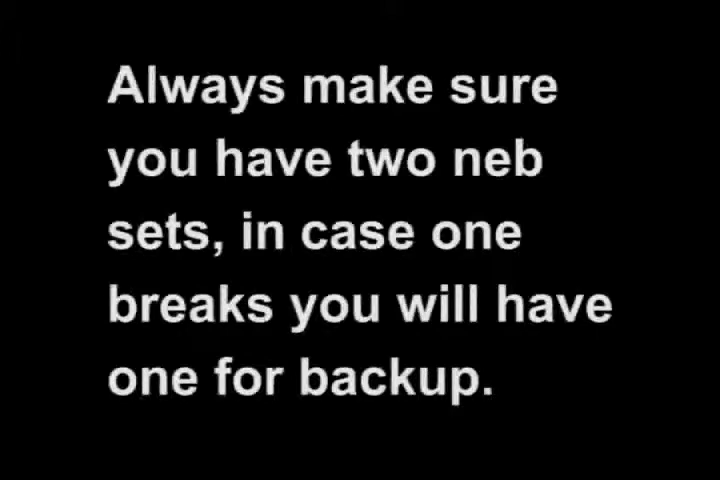 Always make sure
you have two neb
sets, in case one
breaks you will have
one for backup.